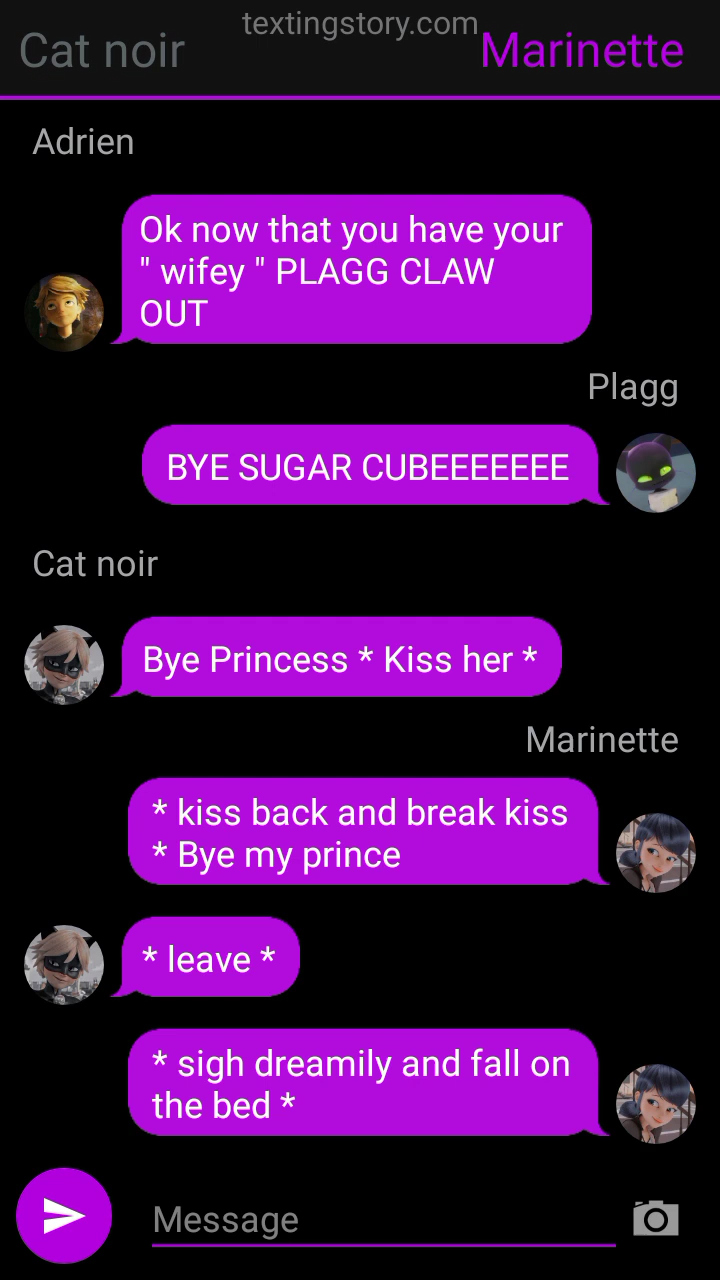 textingstory.com
Cat noir
Marinette
Adrien
Ok now that you have your
" wifey " PLAGG CLAW
OUT
Plagg
BYE SUGAR CUBEEEEEEE
Cat noir
Bye Princess * Kiss her *
Marinette
* kiss back and break kiss
* Bye my prince
* leave *
* sigh dreamily and fall on
the bed *
Message